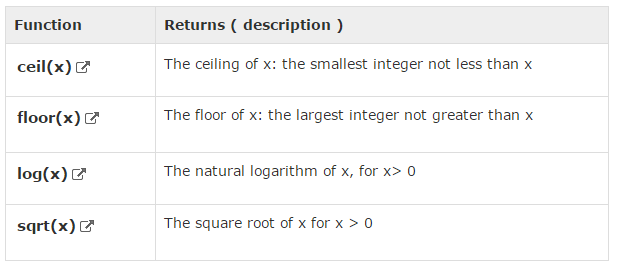 Function Returns ( description )
ceil(x) The ceiling of x: the smallest integer not less than x
floor(x) The floor of x: the largest integer not greater than x
log(x) The natural logarithm of x, for x> 0
sqrt(x) The square root of x for x > 0